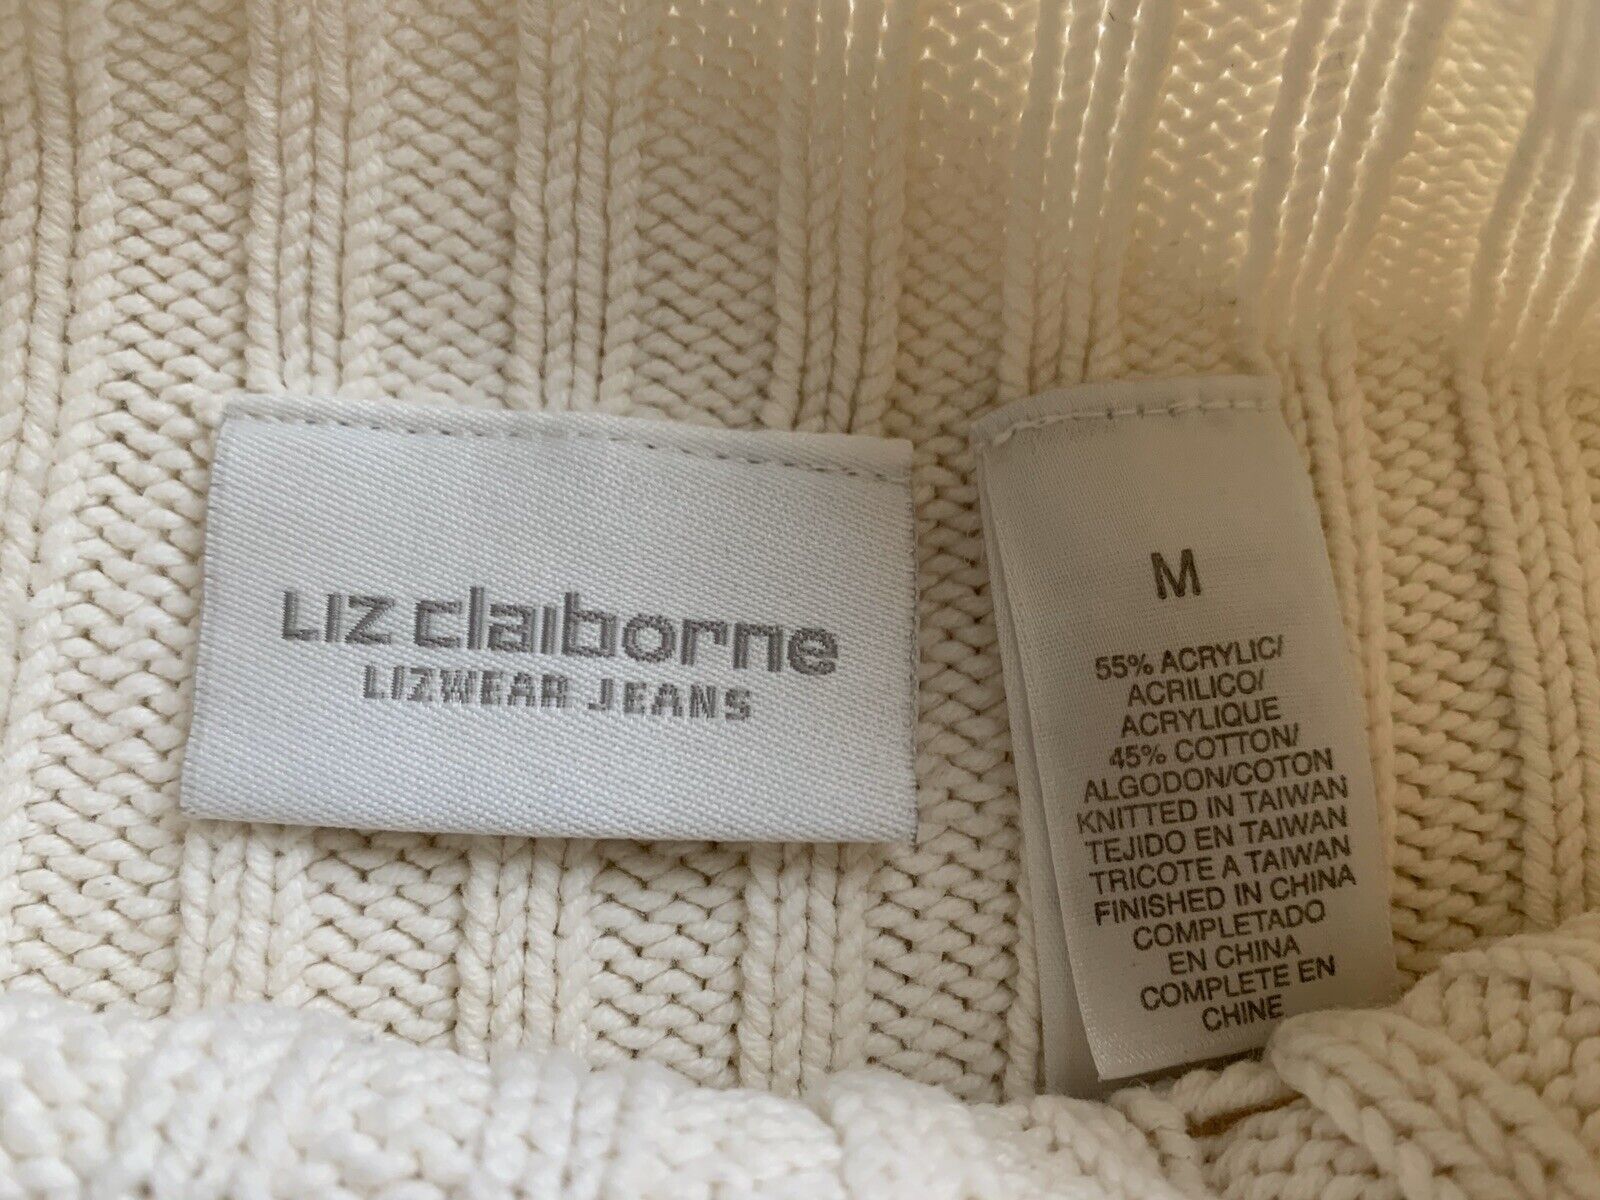 Liz claiborne
LIZWEAR JEANS
M
55% ACRYLIC/
ACRILICO/
ACRYLIQUE
45% COTTON/
ALGODON/COTON
KNITTED IN TAIWAN
TEJIDO EN TAIWAN
TRICOTE A TAIWAN
FINISHED IN CHINA
COMPLETADO
EN CHINA
COMPLETE EN
CHINE